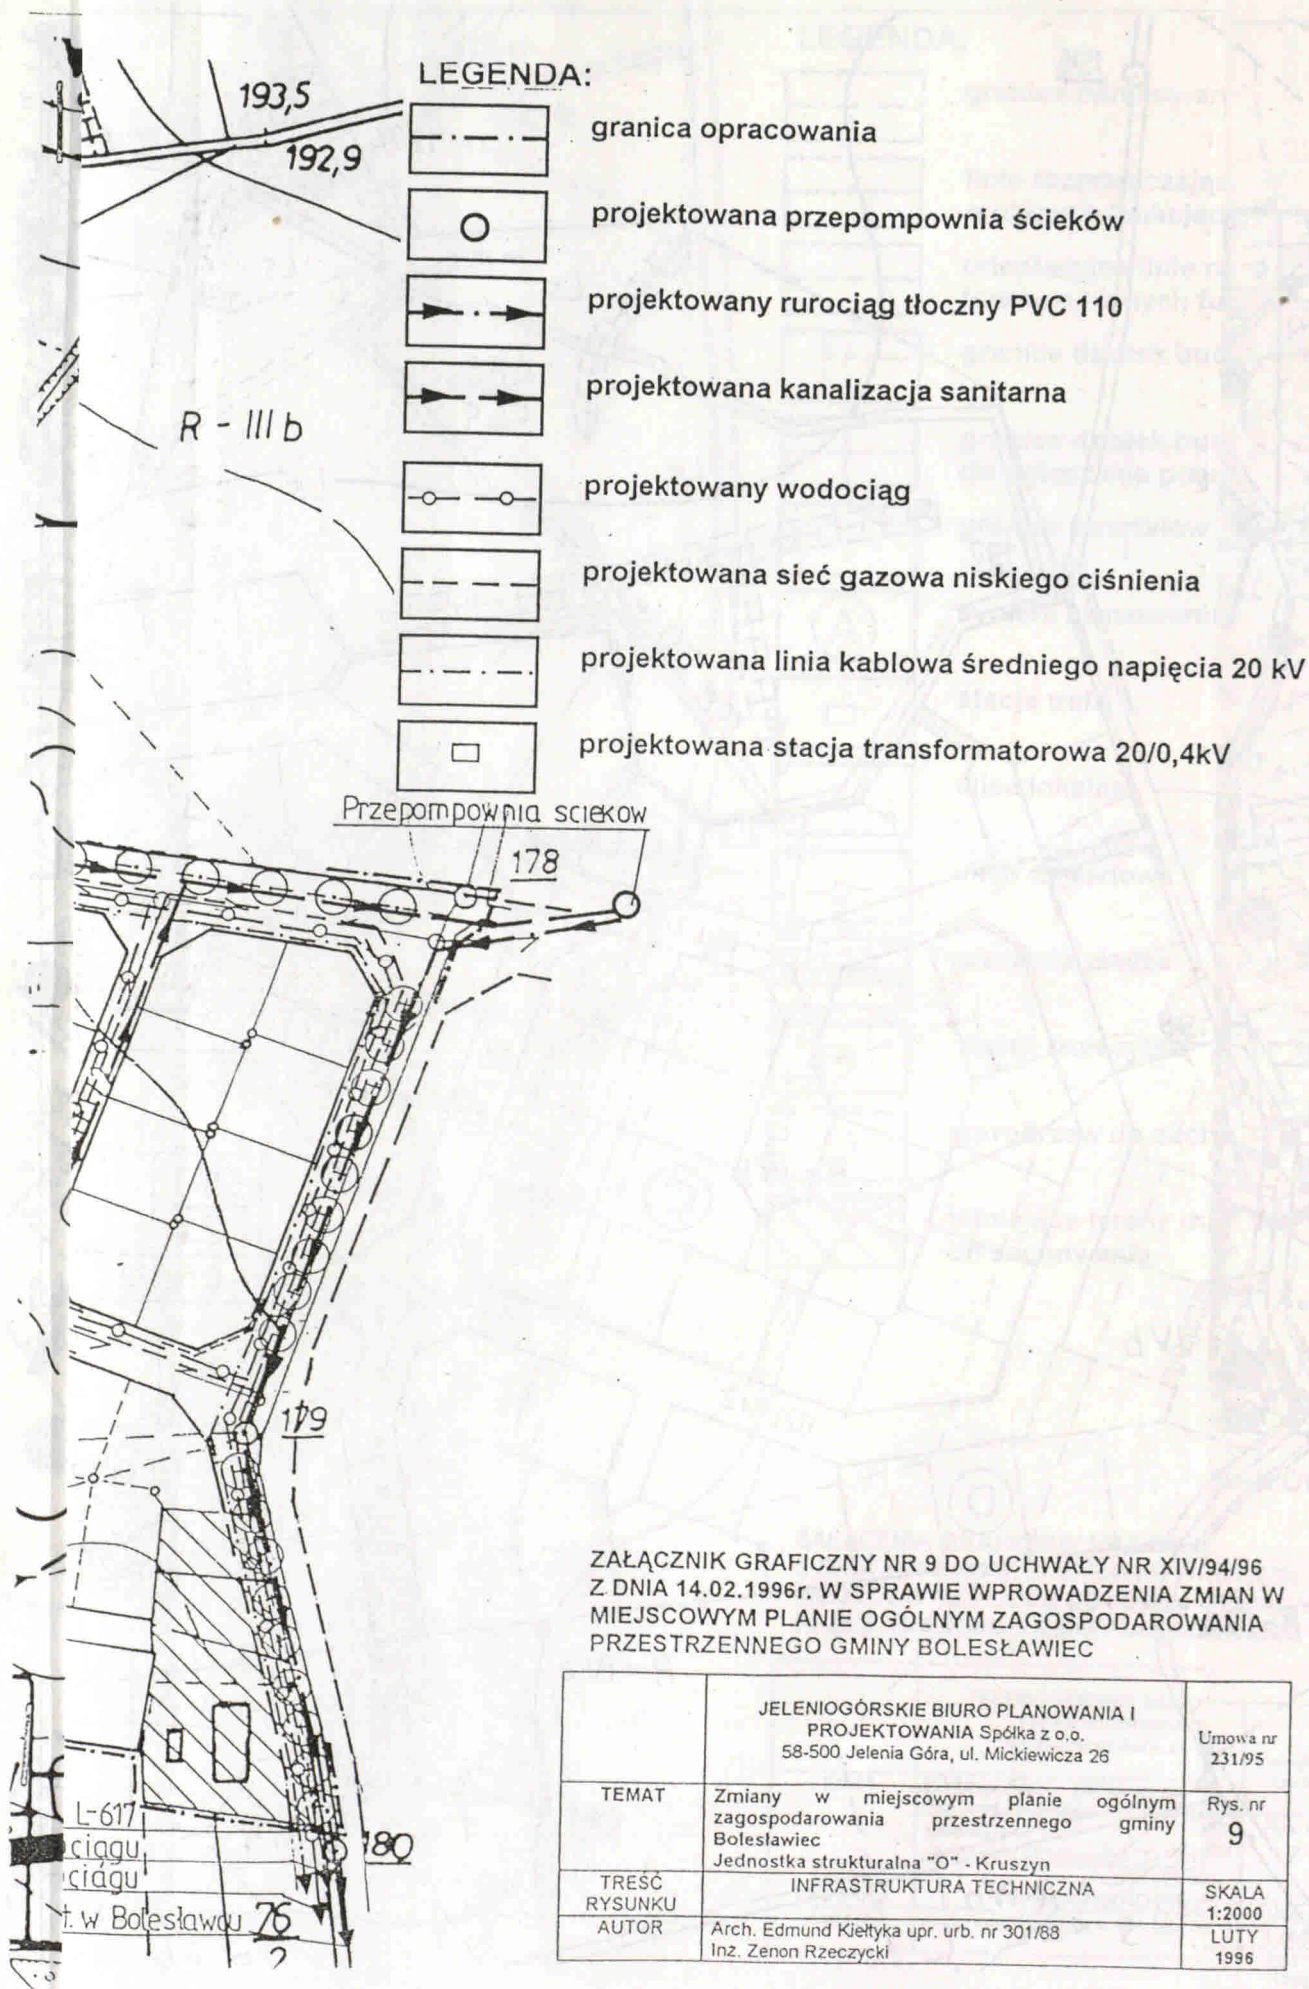 LEGENDA:
193,5
192,9
granica opracowania
projektowana przepompownia ścieków
projektowany rurociąg tłoczny PVC 110
projektowana kanalizacja sanitarna
R - III b
projektowany wodociąg
projektowana sieć gazowa niskiego ciśnienia
projektowana linia kablowa średniego napięcia 20 kV
projektowana stacja transformatorowa 20/0,4kV
Przepompownia sciekow
178
179
L-617
ciągu
180
ciągu
t. w Bolesławcu 76
2
ZAŁĄCZNIK GRAFICZNY NR 9 DO UCHWAŁY NR XIV/94/96
Z DNIA 14.02.1996r. W SPRAWIE WPROWADZENIA ZMIAN W
MIEJSCOWYM PLANIE OGÓLNYM ZAGOSPODAROWANIA
PRZESTRZENNEGO GMINY BOLESŁAWIEC
JELENIOGÓRSKIE BIURO PLANOWANIA I
PROJEKTOWANIA Spółka z o.o.
58-500 Jelenia Góra, ul. Mickiewicza 26
Umowa nr
231/95
TEMAT
Zmiany w miejscowym planie ogólnym
zagospodarowania przestrzennego gminy
Bolesławiec
Jednostka strukturalna "O" - Kruszyn
Rys. nr
9
TREŚĆ
RYSUNKU
INFRASTRUKTURA TECHNICZNA
SKALA
1:2000
AUTOR
Arch. Edmund Kiełtyka upr. urb. nr 301/88
Inż. Zenon Rzeczycki
LUTY
1996